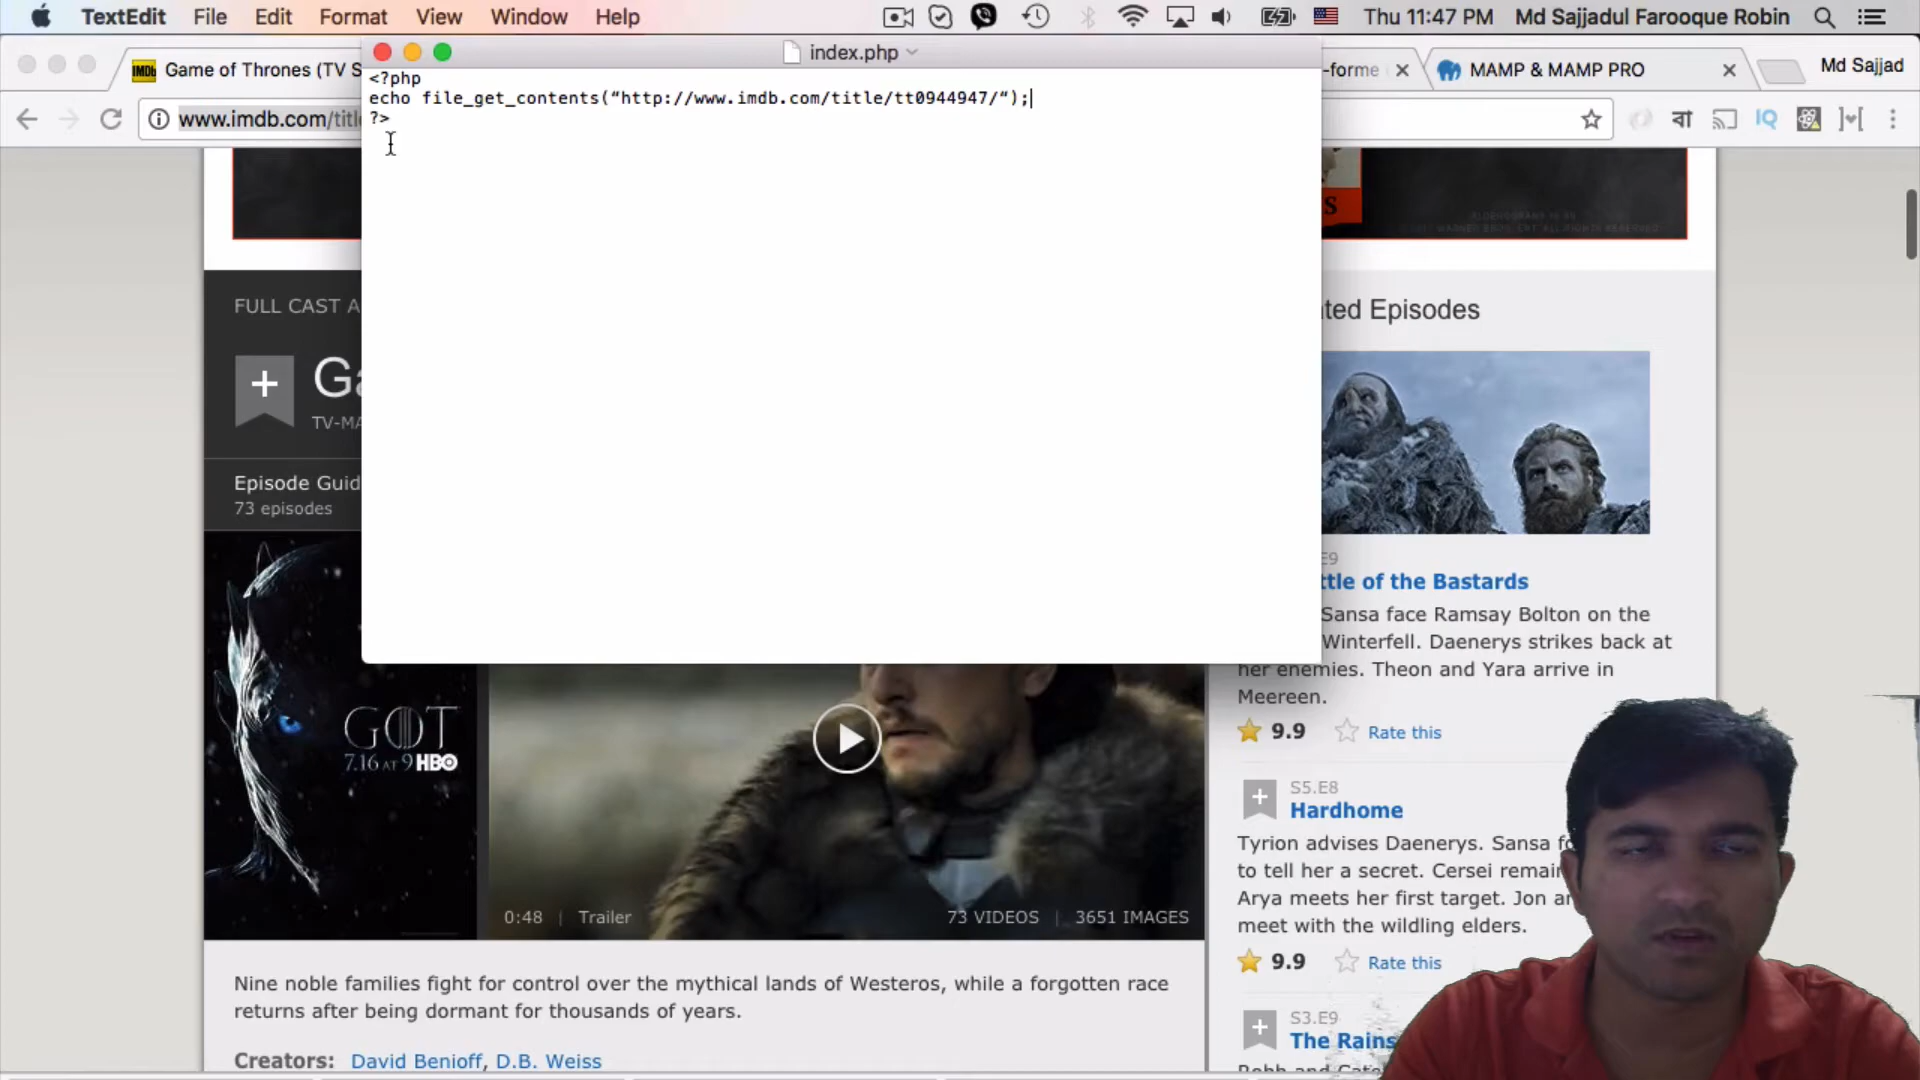 TextEdit File Edit Format View Window Help Thu 11:47 PM Md Sajjadul Farooque Robin
index.php
IMDb Game of Thrones (TV S
-forme MAMP & MAMP PRO Md Sajjad
www.imdb.com/titl
বা IQ
<?php
echo file_get_contents(“http://www.imdb.com/title/tt0944947/“);
?>
FULL CAST A
Ga
TV-MA
Episode Guid
73 episodes
GOT
7.16 AT 9 HBO
0:48 | Trailer 73 VIDEOS | 3651 IMAGES
Nine noble families fight for control over the mythical lands of Westeros, while a forgotten race
returns after being dormant for thousands of years.
Creators: David Benioff, D.B. Weiss
S
ted Episodes
E9
ttle of the Bastards
Sansa face Ramsay Bolton on the
Winterfell. Daenerys strikes back at
her enemies. Theon and Yara arrive in
Meereen.
9.9 Rate this
S5.E8
Hardhome
Tyrion advises Daenerys. Sansa fo
to tell her a secret. Cersei remain
Arya meets her first target. Jon an
meet with the wildling elders.
9.9 Rate this
S3.E9
The Rains